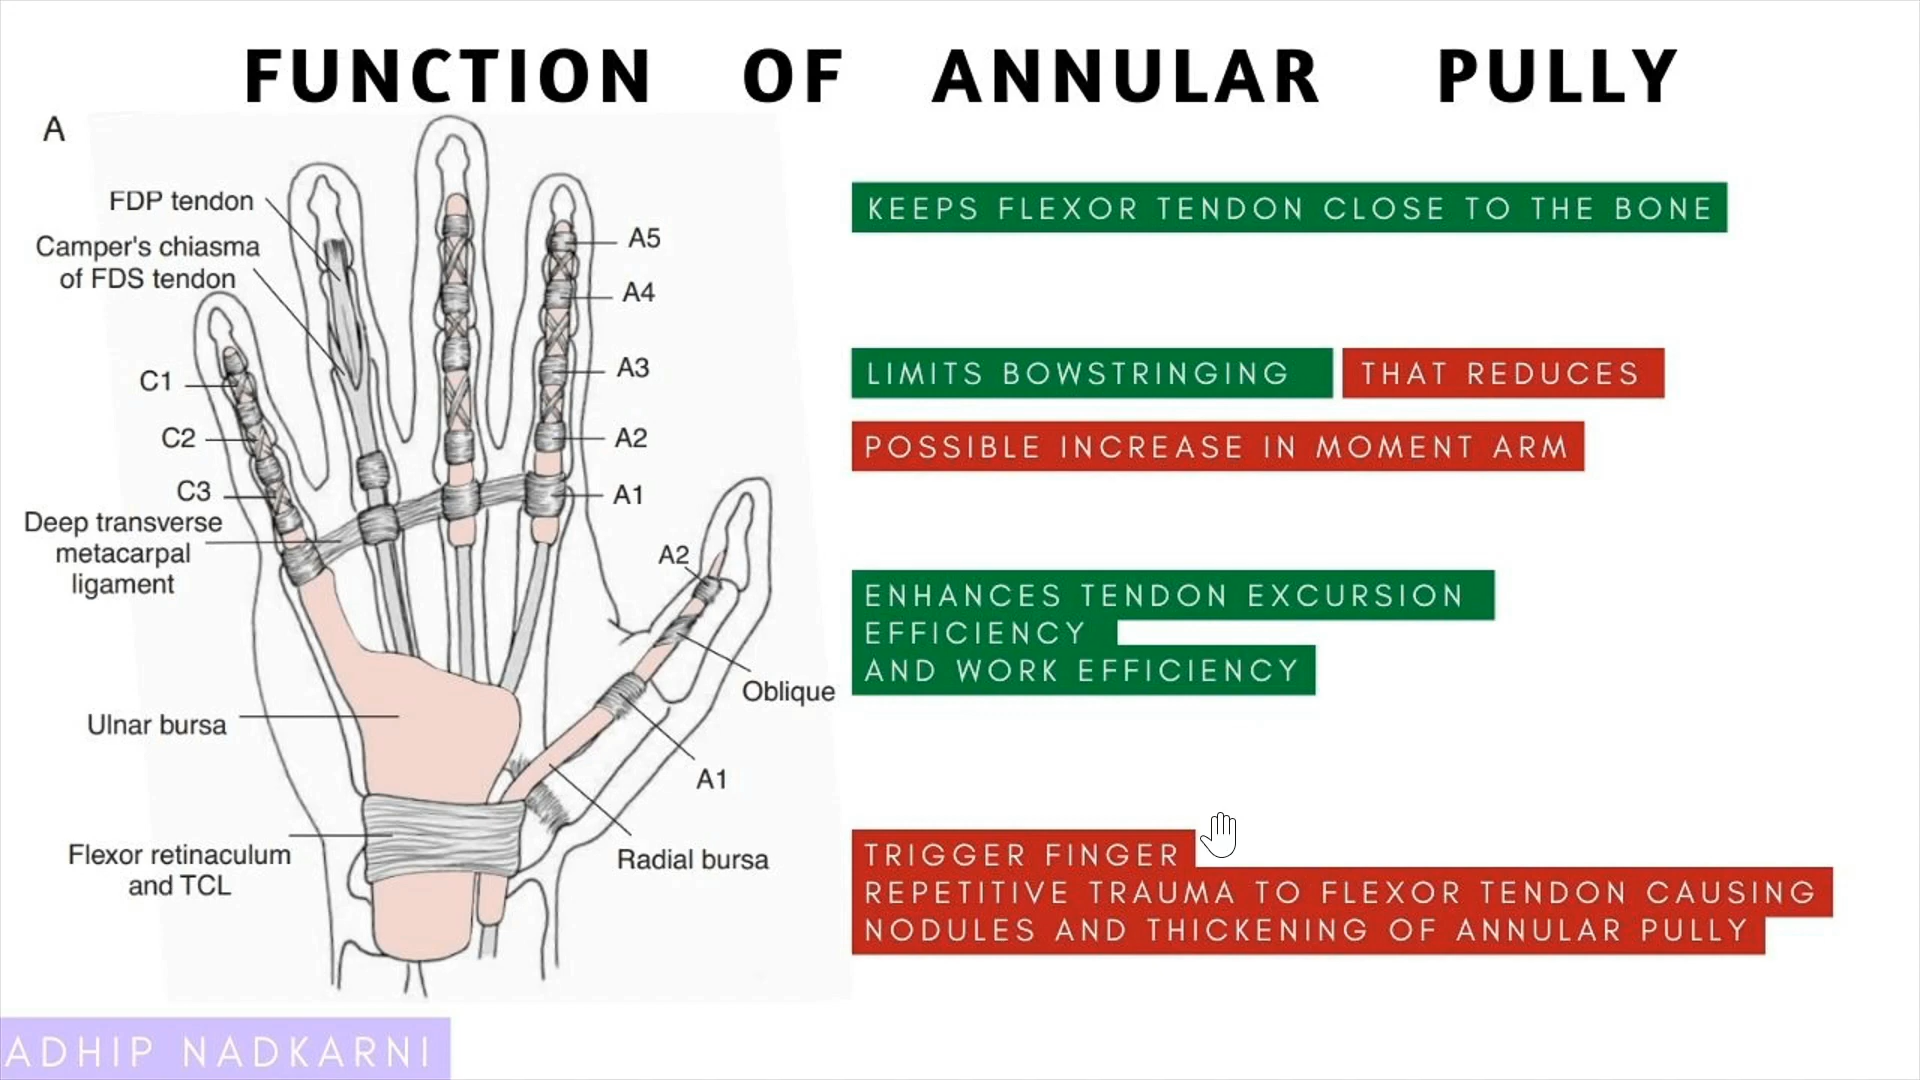 FUNCTION OF ANNULAR PULLY
A
FDP tendon
Camper's chiasma
of FDS tendon
C1
C2
C3
Deep transverse
metacarpal
ligament
Ulnar bursa
Flexor retinaculum
and TCL
A5
A4
A3
A2
A1
A2
Oblique
A1
Radial bursa
KEEPS FLEXOR TENDON CLOSE TO THE BONE
LIMITS BOWSTRINGING THAT REDUCES
POSSIBLE INCREASE IN MOMENT ARM
ENHANCES TENDON EXCURSION
EFFICIENCY
AND WORK EFFICIENCY
TRIGGER FINGER
REPETITIVE TRAUMA TO FLEXOR TENDON CAUSING
NODULES AND THICKENING OF ANNULAR PULLY
ADHIP NADKARNI